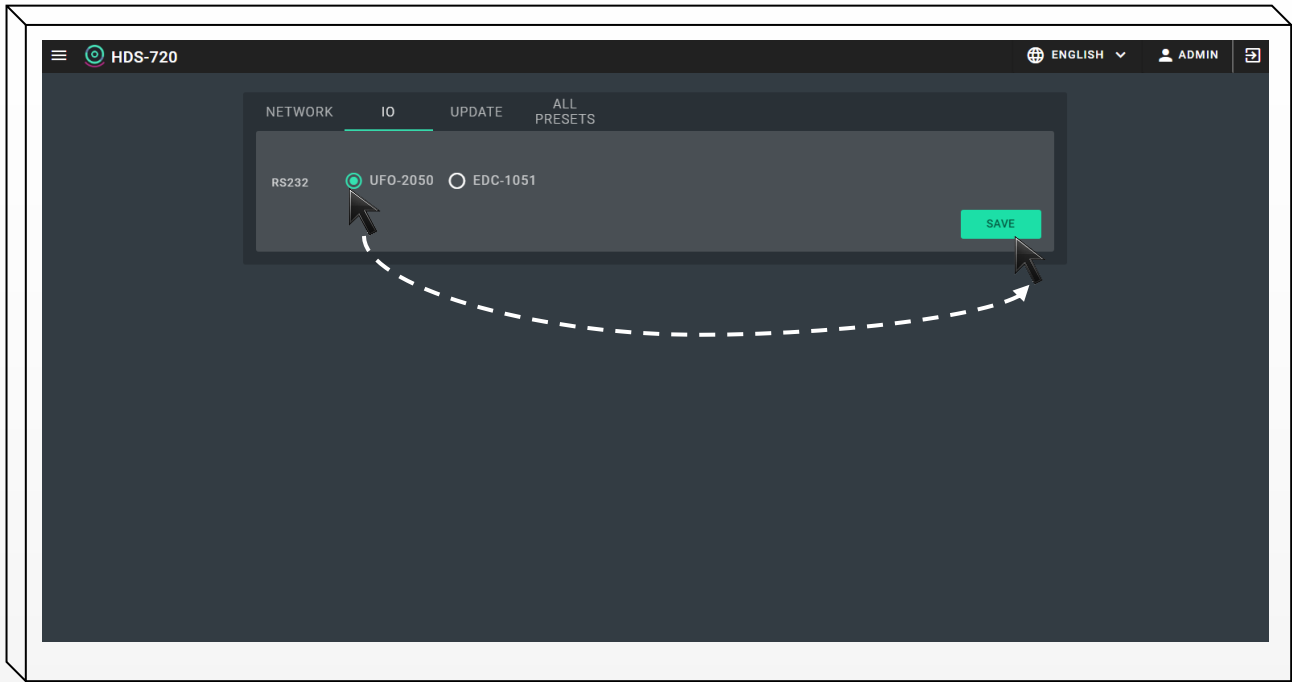 HDS-720
ENGLISH
ADMIN
NETWORK
IO
UPDATE
ALL
PRESETS
RS232
UFO-2050
EDC-1051
SAVE